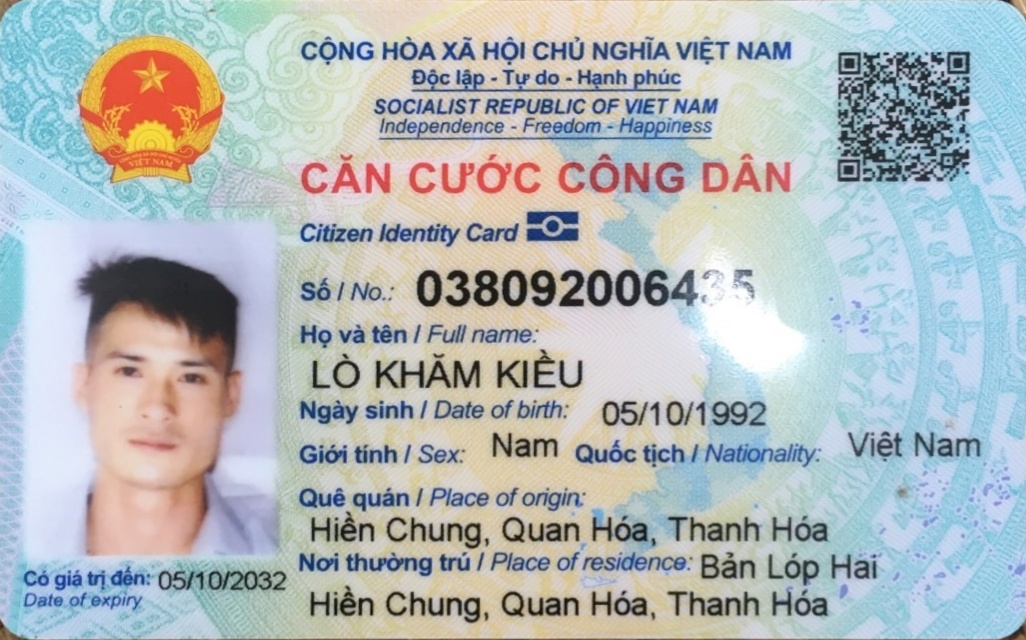 CỘNG HÒA XÃ HỘI CHỦ NGHĨA VIỆT NAM
Độc lập - Tự do - Hạnh phúc
SOCIALIST REPUBLIC OF VIET NAM
Independence - Freedom - Happiness
CĂN CƯỚC CÔNG DÂN
Citizen Identity Card
Số / No.: 038092006435
Họ và tên / Full name:
LÒ KHĂM KIỀU
Ngày sinh / Date of birth: 05/10/1992
Giới tính / Sex: Nam Quốc tịch / Nationality: Việt Nam
Quê quán / Place of origin:
Hiền Chung, Quan Hóa, Thanh Hóa
Nơi thường trú / Place of residence: Bản Lóp Hai
Hiền Chung, Quan Hóa, Thanh Hóa
Có giá trị đến: 05/10/2032
Date of expiry
VIỆT NAM